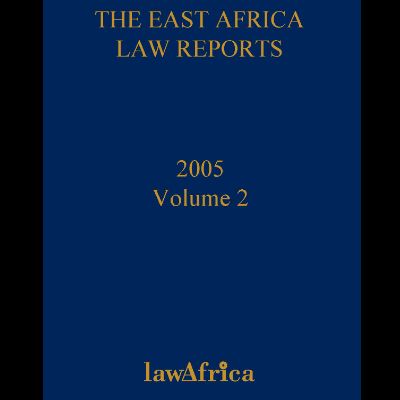 THE EAST AFRICA
LAW REPORTS
2005
Volume 2
lawAfrica